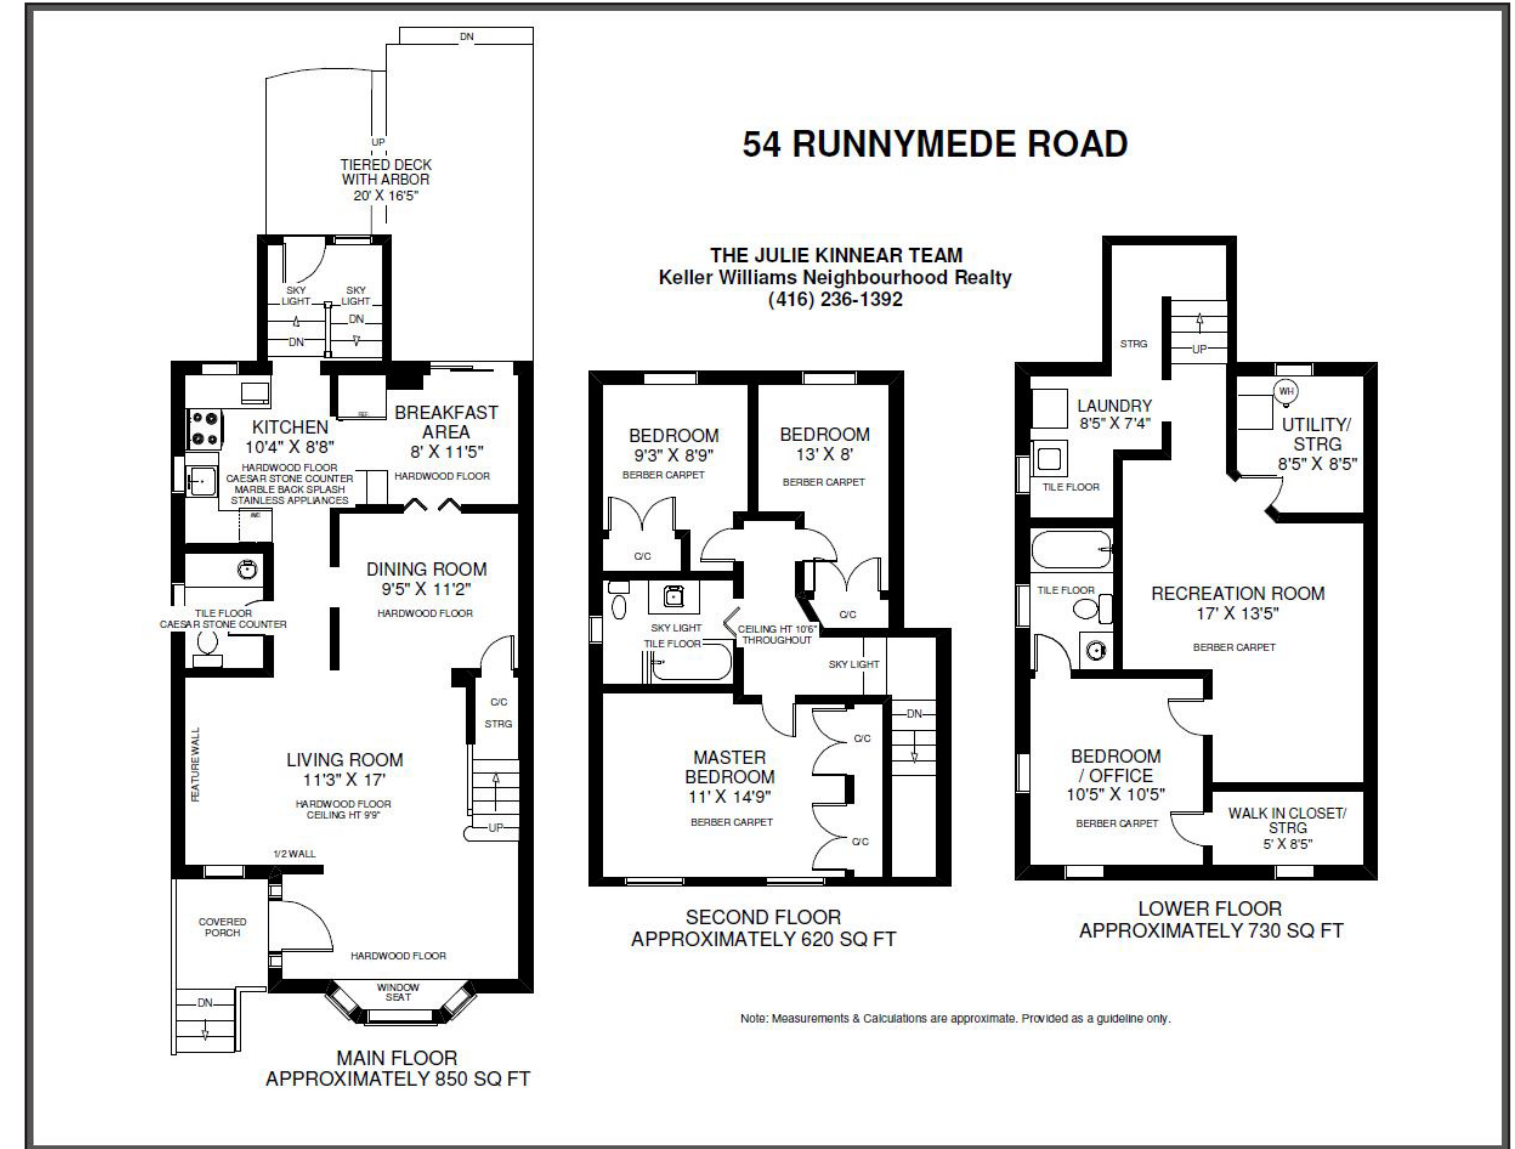 54 RUNNYMEDE ROAD
THE JULIE KINNEAR TEAM
Keller Williams Neighbourhood Realty
(416) 236-1392
DN
UP
TIERED DECK
WITH ARBOR
20' X 16'5"
SKY
LIGHT
DN
SKY
LIGHT
DN
KITCHEN
10'4" X 8'8"
HARDWOOD FLOOR
CAESAR STONE COUNTER
MARBLE BACK SPLASH
STAINLESS APPLIANCES
REF.
BREAKFAST
AREA
8' X 11'5"
HARDWOOD FLOOR
DINING ROOM
9'5" X 11'2"
HARDWOOD FLOOR
TILE FLOOR
CAESAR STONE COUNTER
C/C
STRG
FEATURE WALL
LIVING ROOM
11'3" X 17'
HARDWOOD FLOOR
CEILING HT 9'9"
UP
1/2 WALL
COVERED
PORCH
HARDWOOD FLOOR
WINDOW
SEAT
DN
MAIN FLOOR
APPROXIMATELY 850 SQ FT
BEDROOM
9'3" X 8'9"
BERBER CARPET
C/C
BEDROOM
13' X 8'
BERBER CARPET
C/C
SKY LIGHT
TILE FLOOR
CEILING HT 10'6"
THROUGHOUT
SKY LIGHT
DN
MASTER
BEDROOM
11' X 14'9"
BERBER CARPET
C/C
C/C
SECOND FLOOR
APPROXIMATELY 620 SQ FT
STRG
UP
LAUNDRY
8'5" X 7'4"
TILE FLOOR
WH
UTILITY/
STRG
8'5" X 8'5"
TILE FLOOR
RECREATION ROOM
17' X 13'5"
BERBER CARPET
BEDROOM
/ OFFICE
10'5" X 10'5"
BERBER CARPET
WALK IN CLOSET/
STRG
5' X 8'5"
LOWER FLOOR
APPROXIMATELY 730 SQ FT
Note: Measurements & Calculations are approximate. Provided as a guideline only.